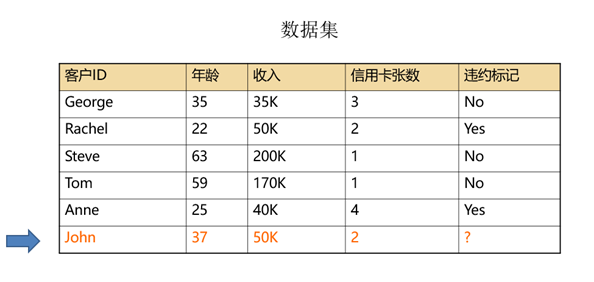 数据集
客户ID 年龄 收入 信用卡张数 违约标记
George 35 35K 3 No
Rachel 22 50K 2 Yes
Steve 63 200K 1 No
Tom 59 170K 1 No
Anne 25 40K 4 Yes
John 37 50K 2 ?